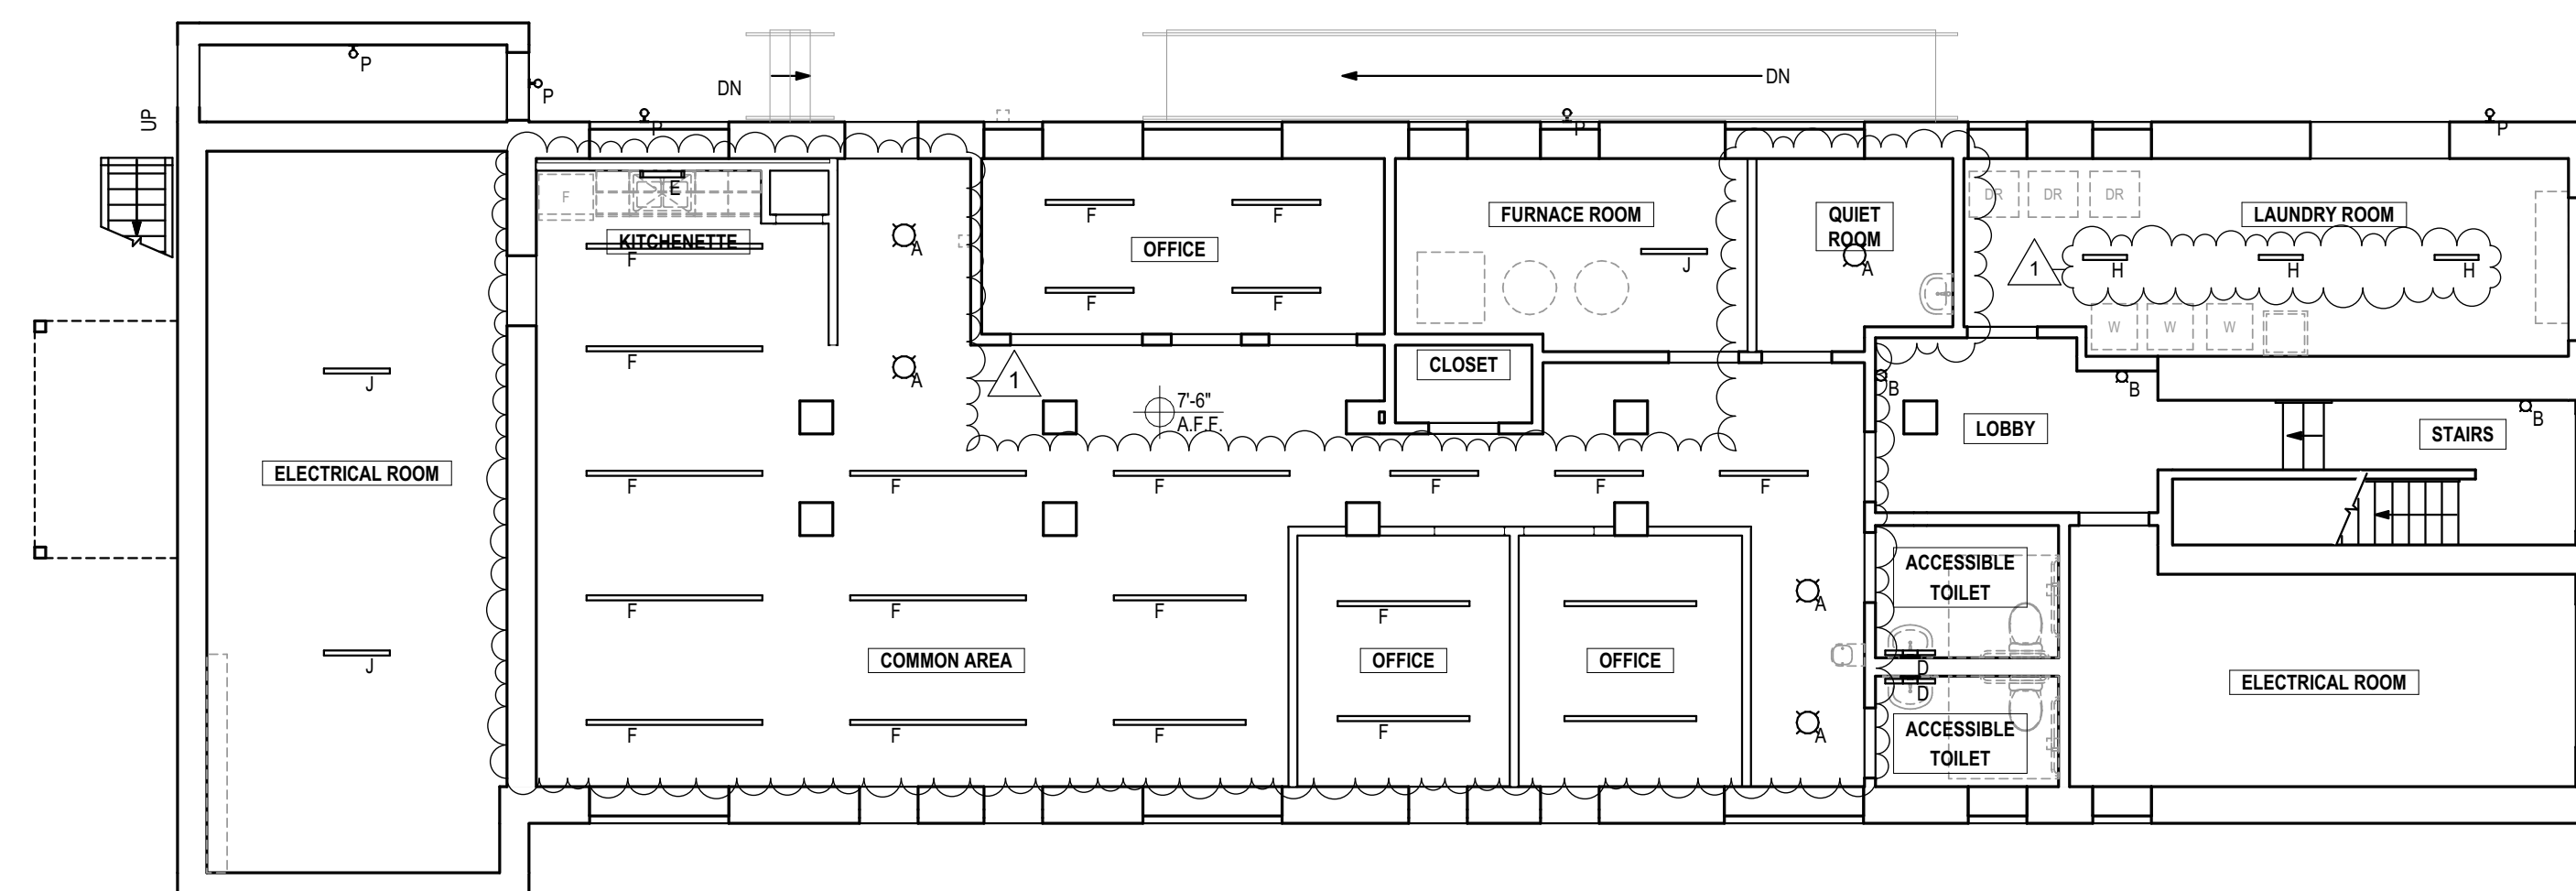 P
P
DN
DN
UP
P
P
P
E
F
KITCHENETTE
F
A
F
F
OFFICE
F
F
FURNACE ROOM
J
QUIET
ROOM
A
DR
DR
DR
LAUNDRY ROOM
1
H
H
H
W
W
W
F
A
1
7'-6"
A.F.F.
CLOSET
B
B
B
LOBBY
STAIRS
J
ELECTRICAL ROOM
F
F
F
F
F
F
ACCESSIBLE
TOILET
F
F
F
F
A
J
COMMON AREA
OFFICE
OFFICE
D
D
ELECTRICAL ROOM
F
F
F
F
A
ACCESSIBLE
TOILET